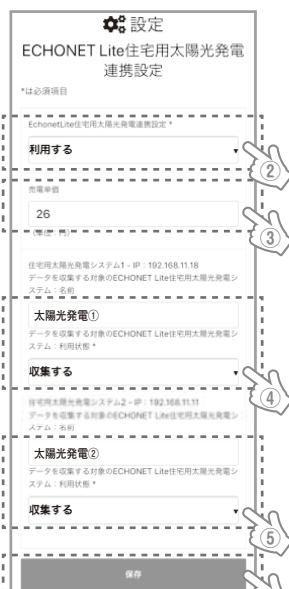 設定
ECHONET Lite住宅用太陽光発電
連携設定
*は必須項目
EchonetLite住宅用太陽光発電連携設定 *
利用する
②
売電単価
26
(単位：円)
③
住宅用太陽光発電システム1 - IP : 192.168.11.18
データを収集する対象のECHONET Lite住宅用太陽光発電シ
ステム : 名前
太陽光発電①
データを収集する対象のECHONET Lite住宅用太陽光発電シ
ステム : 利用状態 *
収集する
④
住宅用太陽光発電システム2 - IP : 192.168.11.11
データを収集する対象のECHONET Lite住宅用太陽光発電シ
ステム : 名前
太陽光発電②
データを収集する対象のECHONET Lite住宅用太陽光発電シ
ステム : 利用状態 *
収集する
⑤
保存